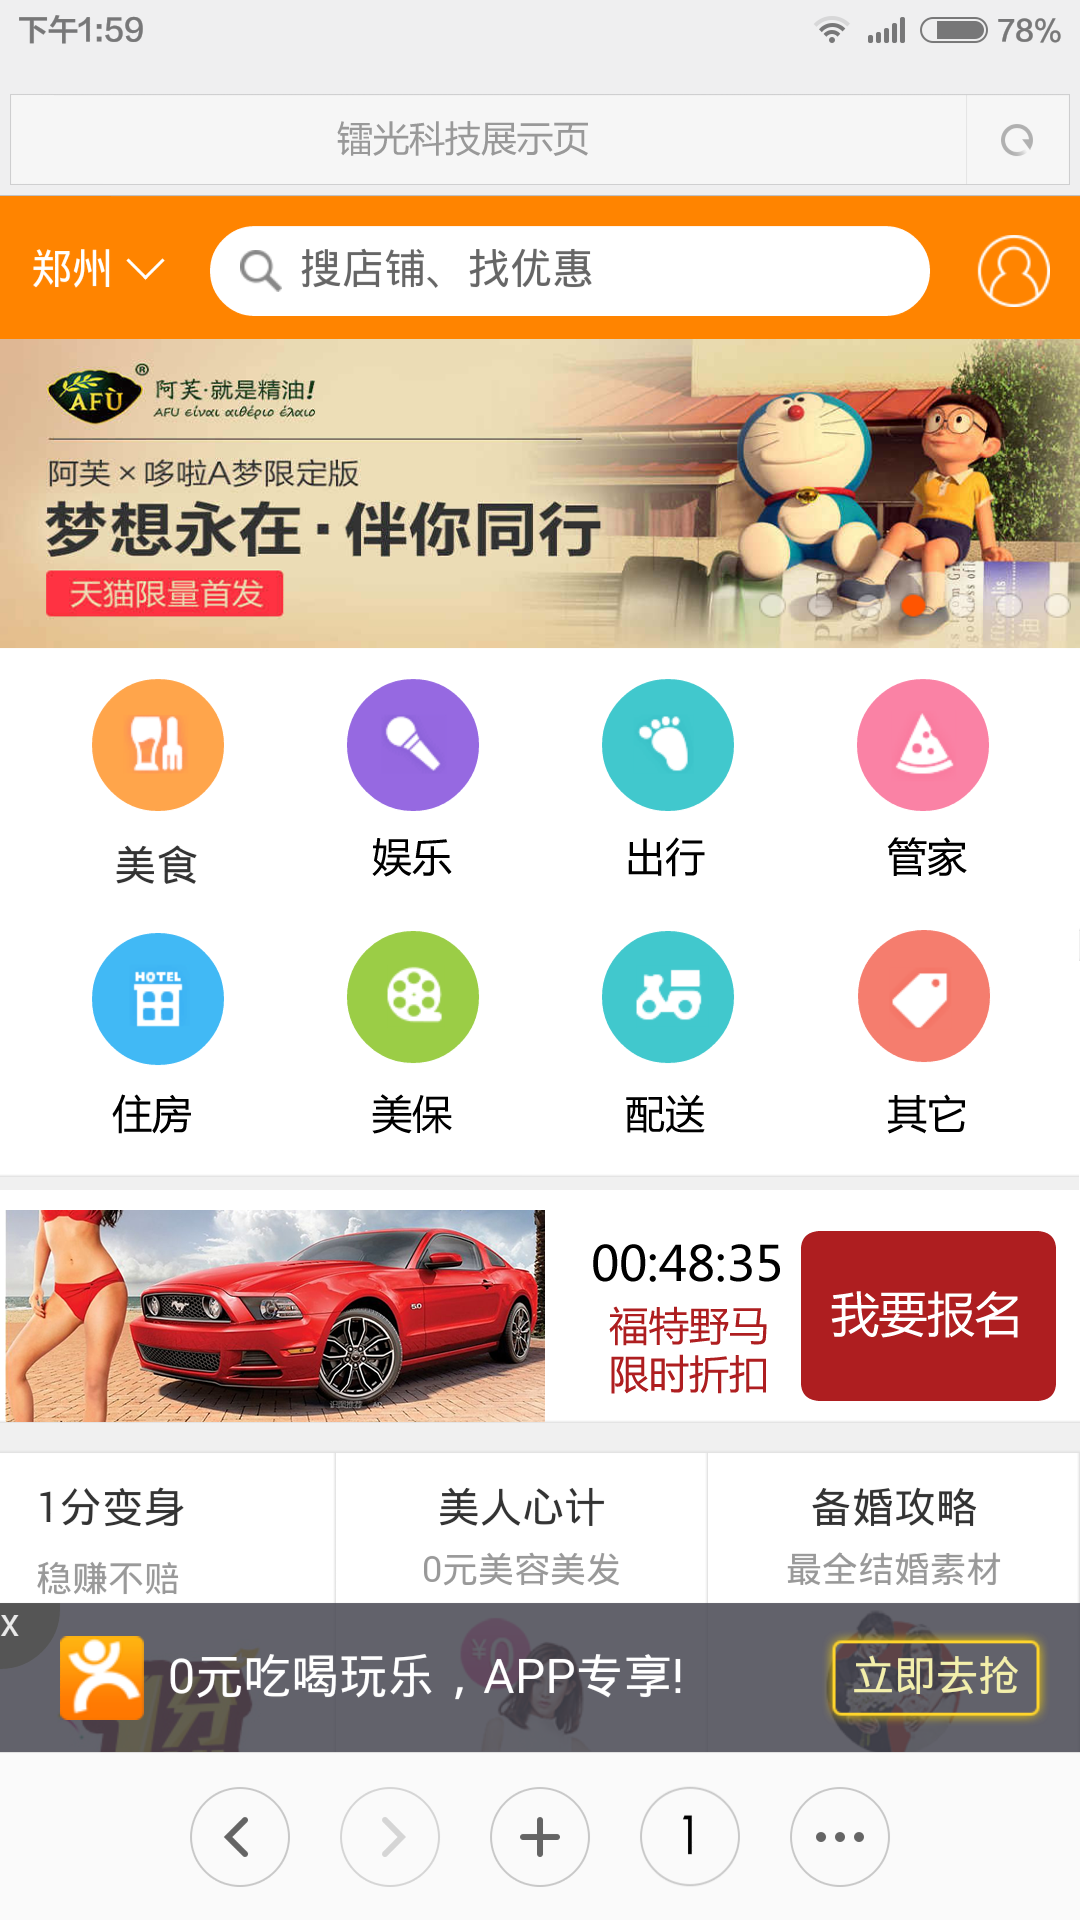 下午1:59
78%
镭光科技展示页
郑州
搜店铺、找优惠
AFÙ
®
阿芙·就是精油!
AFU είναι αιθέριο έλαιο
阿芙×哆啦A梦限定版
梦想永在·伴你同行
天猫限量首发
美食
娱乐
出行
管家
HOTEL
住房
美保
配送
其它
00:48:35
福特野马
限时折扣
我要报名
5.0
1分变身
美人心计
备婚攻略
稳赚不赔
0元美容美发
最全结婚素材
X
¥0
1分
0元吃喝玩乐，APP专享!
立即去抢
1